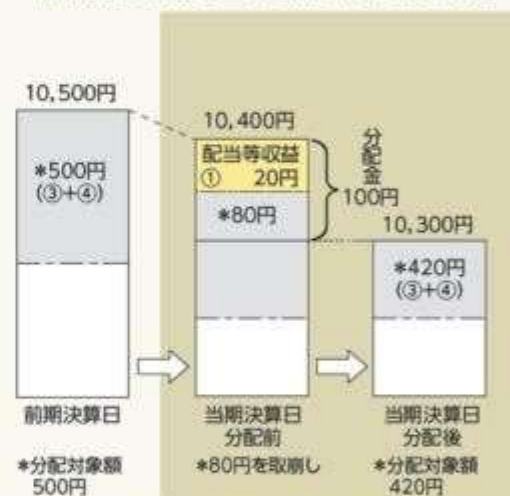 10,500円
*500円
(③+④)
前期決算日
*分配対象額
500円
10,400円
配当等収益
① 20円
*80円
分配金
100円
当期決算日
分配前
*80円を取崩し
10,300円
*420円
(③+④)
当期決算日
分配後
*分配対象額
420円